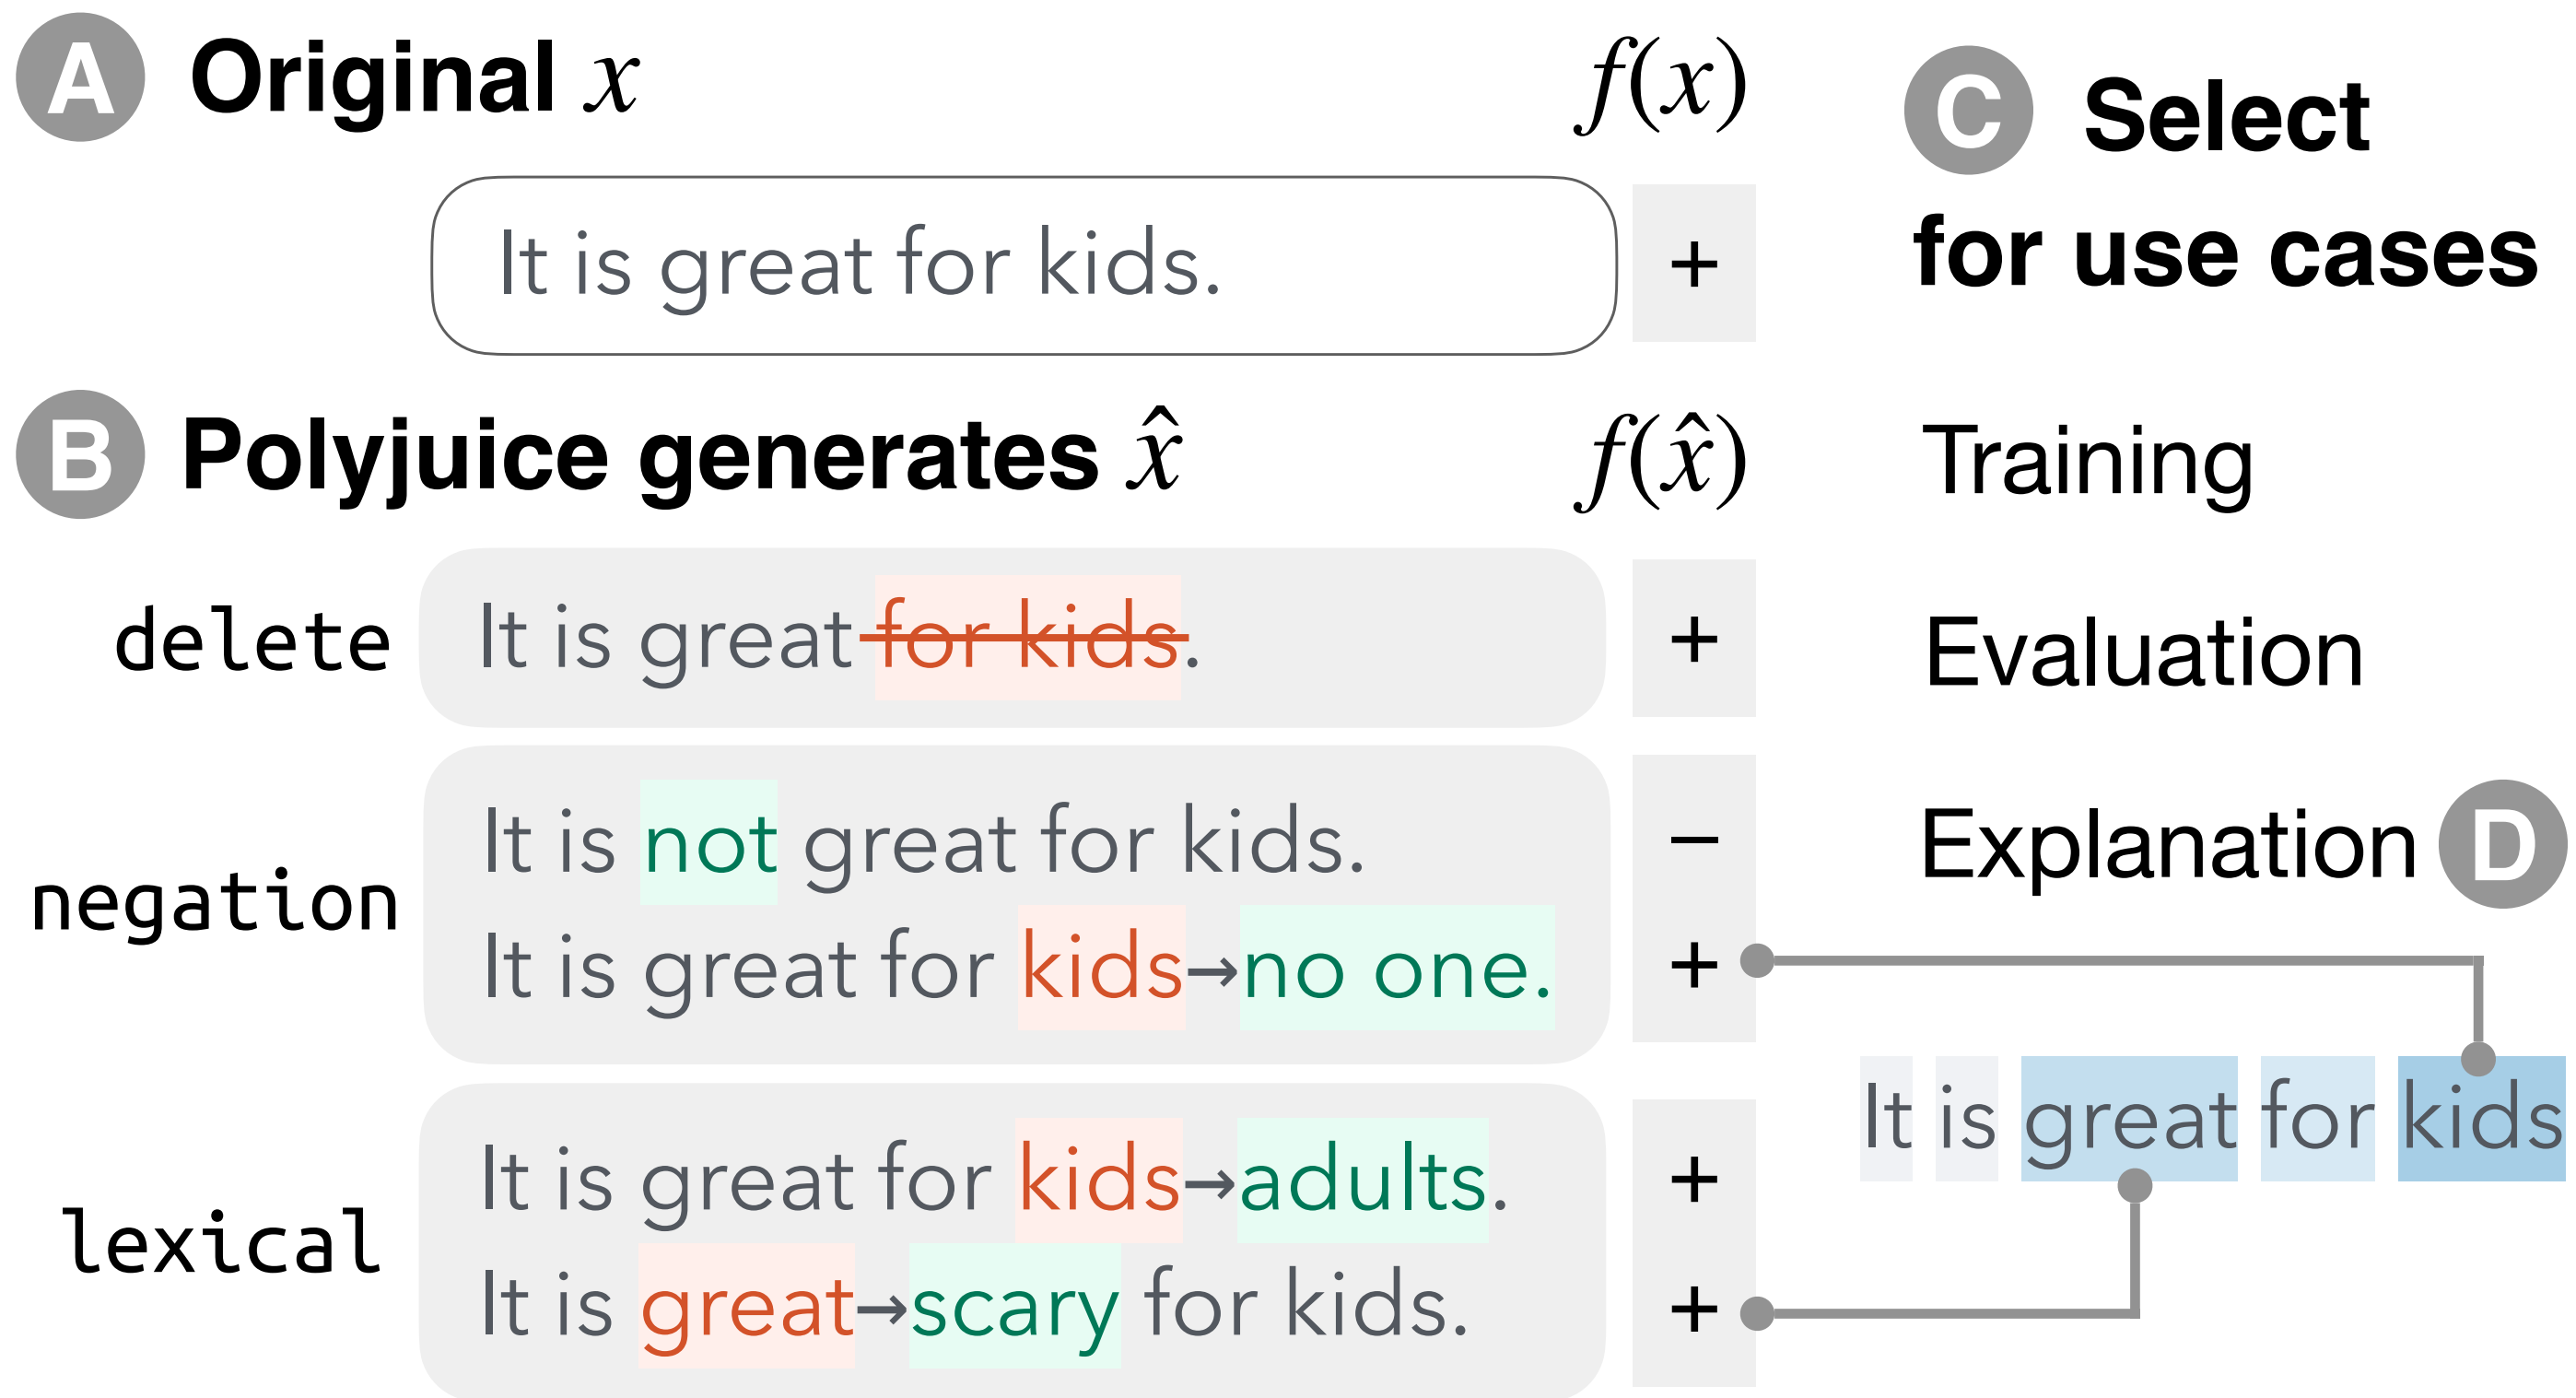 A Original x f(x)
It is great for kids. +
B Polyjuice generates x̂ f(x̂)
delete It is great for kids. +
negation
It is not great for kids. −
It is great for kids→no one. +
lexical
It is great for kids→adults. +
It is great→scary for kids. +
C Select
for use cases
Training
Evaluation
Explanation D
It is great for kids